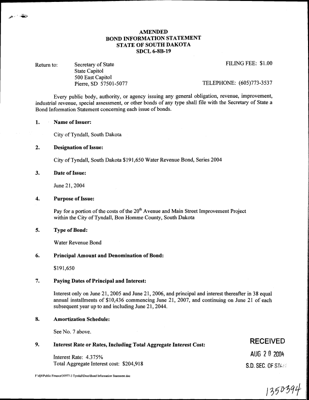 AMENDED
BOND INFORMATION STATEMENT
STATE OF SOUTH DAKOTA
SDCL 6-8B-19
Return to: Secretary of State FILING FEE: $1.00
State Capitol
500 East Capitol
Pierre, SD 57501-5077 TELEPHONE: (605)773-3537
Every public body, authority, or agency issuing any general obligation, revenue, improvement,
industrial revenue, special assessment, or other bonds of any type shall file with the Secretary of State a
Bond Information Statement concerning each issue of bonds.
1. Name of Issuer:
City of Tyndall, South Dakota
2. Designation of Issue:
City of Tyndall, South Dakota $191,650 Water Revenue Bond, Series 2004
3. Date of Issue:
June 21, 2004
4. Purpose of Issue:
Pay for a portion of the costs of the 20th Avenue and Main Street Improvement Project
within the City of Tyndall, Bon Homme County, South Dakota
5. Type of Bond:
Water Revenue Bond
6. Principal Amount and Denomination of Bond:
$191,650
7. Paying Dates of Principal and Interest:
Interest only on June 21, 2005 and June 21, 2006, and principal and interest thereafter in 38 equal
annual installments of $10,436 commencing June 21, 2007, and continuing on June 21 of each
subsequent year up to and including June 21, 2044.
8. Amortization Schedule:
See No. 7 above.
9. Interest Rate or Rates, Including Total Aggregate Interest Cost:
RECEIVED
AUG 20 2004
Interest Rate: 4.375%
Total Aggregate Interest cost: $204,918
S.D. SEC. OF
1350394